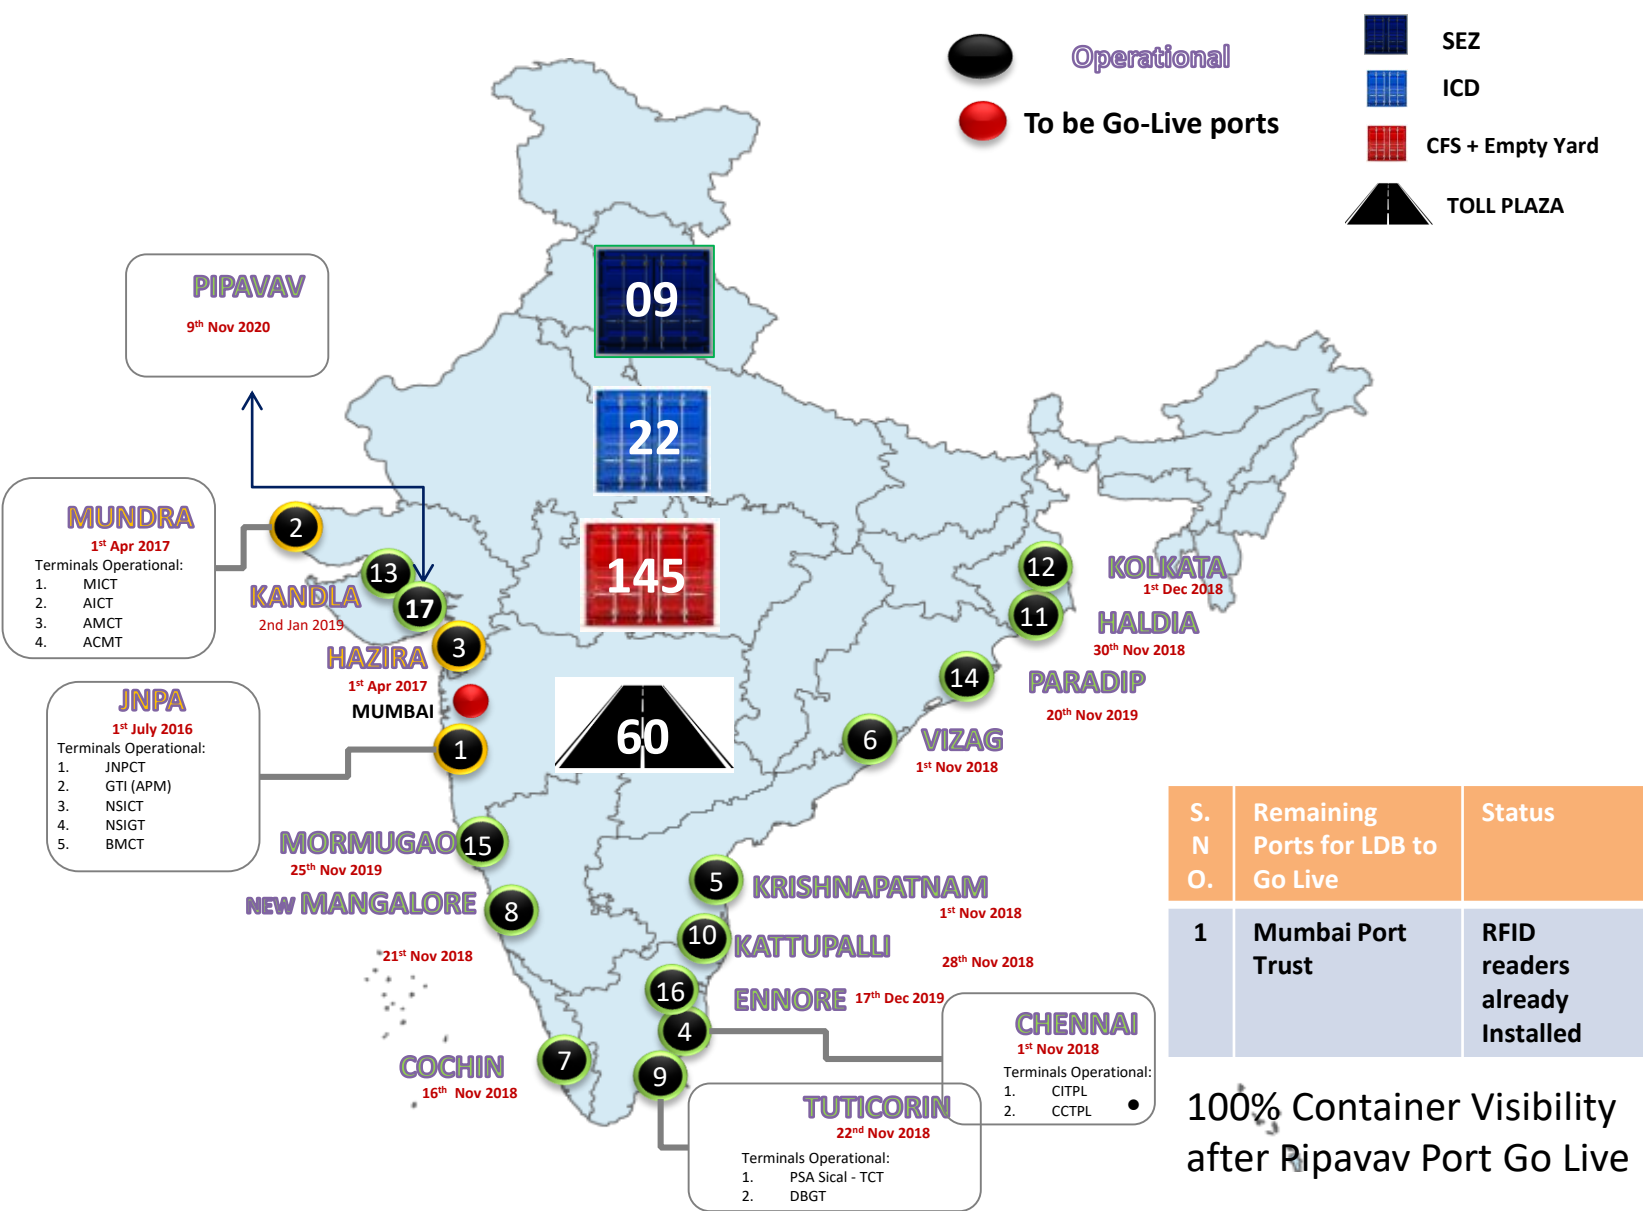 Operational
To be Go-Live ports
SEZ
ICD
CFS + Empty Yard
TOLL PLAZA
PIPAVAV
9th Nov 2020
09
22
145
60
MUNDRA
1st Apr 2017
Terminals Operational:
1. MICT
2. AICT
3. AMCT
4. ACMT
2
13
KANDLA
17
2nd Jan 2019
3
HAZIRA
1st Apr 2017
MUMBAI
JNPA
1st July 2016
Terminals Operational:
1. JNPCT
2. GTI (APM)
3. NSICT
4. NSIGT
5. BMCT
1
MORMUGAO
15
25th Nov 2019
NEW MANGALORE
8
21st Nov 2018
COCHIN
7
16th Nov 2018
12
KOLKATA
1st Dec 2018
11
HALDIA
30th Nov 2018
14
PARADIP
20th Nov 2019
6
VIZAG
1st Nov 2018
5
KRISHNAPATNAM
1st Nov 2018
10
KATTUPALLI
28th Nov 2018
16
ENNORE 17th Dec 2019
4
CHENNAI
1st Nov 2018
Terminals Operational:
1. CITPL
2. CCTPL
9
TUTICORIN
22nd Nov 2018
Terminals Operational:
1. PSA Sical - TCT
2. DBGT
S.
N
O.
Remaining
Ports for LDB to
Go Live
Status
1
Mumbai Port
Trust
RFID
readers
already
Installed
100% Container Visibility
after Pipavav Port Go Live